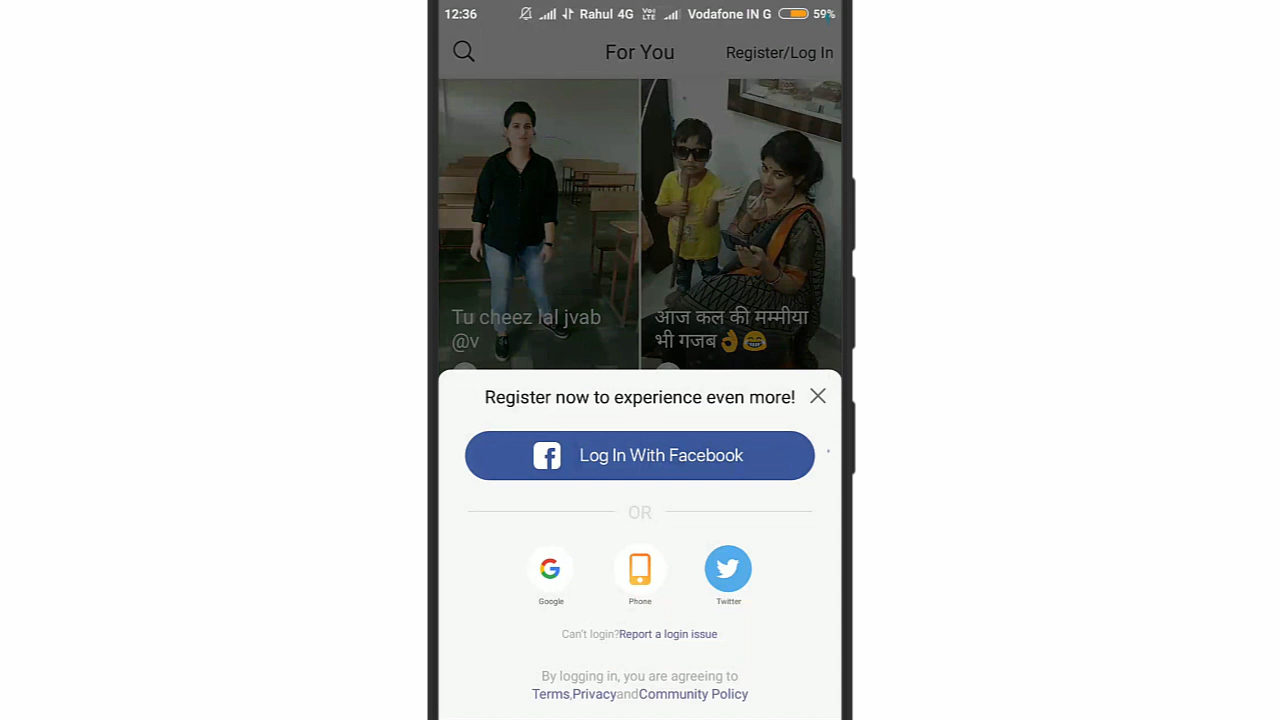 12:36 Rahul 4G Vo) LTE Vodafone IN G 59%
For You Register/Log In
Tu cheez lal jvab
@v
आज कल की मम्मीया
भी गजब👌😂
Register now to experience even more!
Log In With Facebook
OR
Google Phone Twitter
Can't login?Report a login issue
By logging in, you are agreeing to
Terms,PrivacyandCommunity Policy